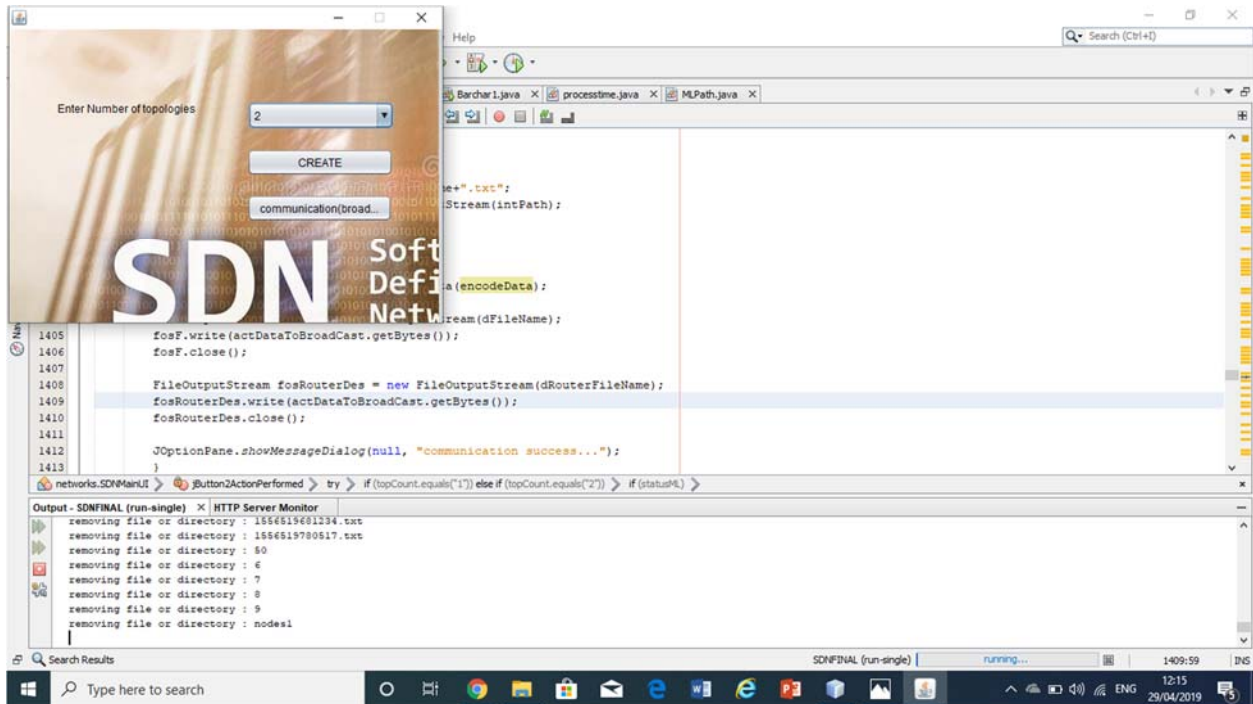 Help
Search (Ctrl+I)
Enter Number of topologies
2
CREATE
communication(broad...
SDN
Soft
Defi
Netw
Barchar1.java
processtime.java
MLPath.java
me+".txt";
Stream(intPath);
a(encodeData);
ream(dFileName);
1405 fosF.write(actDataToBroadCast.getBytes());
1406 fosF.close();
1407
1408 FileOutputStream fosRouterDes = new FileOutputStream(dRouterFileName);
1409 fosRouterDes.write(actDataToBroadCast.getBytes());
1410 fosRouterDes.close();
1411
1412 JOptionPane.showMessageDialog(null, "communication success...");
1413 }
networks.SDNMainUI jButton2ActionPerformed try if (topCount.equals("1")) else if (topCount.equals("2")) if (statusML)
Output - SDNFINAL (run-single) HTTP Server Monitor
removing file or directory : 1556519681234.txt
removing file or directory : 1556519780517.txt
removing file or directory : 50
removing file or directory : 6
removing file or directory : 7
removing file or directory : 8
removing file or directory : 9
removing file or directory : nodes1
Search Results
SDNFINAL (run-single) running... 1409:59 INS
Type here to search
ENG
12:15
29/04/2019
5